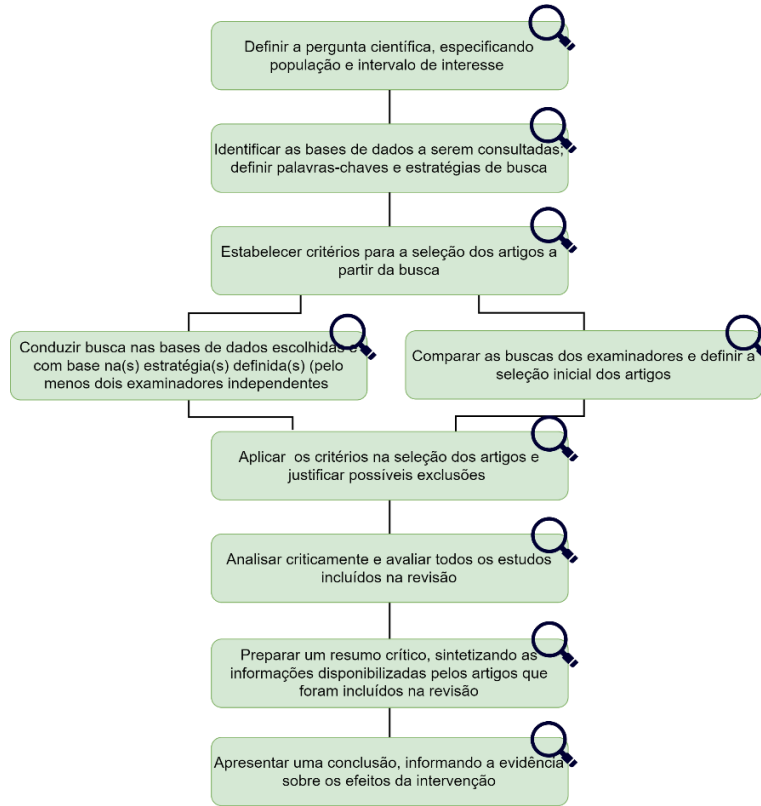 Definir a pergunta científica, especificando
população e intervalo de interesse
Identificar as bases de dados a serem consultadas,
definir palavras-chaves e estratégias de busca
Estabelecer critérios para a seleção dos artigos a
partir da busca
Conduzir busca nas bases de dados escolhidas e
com base na(s) estratégia(s) definida(s) (pelo
menos dois examinadores independentes
Comparar as buscas dos examinadores e definir a
seleção inicial dos artigos
Aplicar os critérios na seleção dos artigos e
justificar possíveis exclusões
Analisar criticamente e avaliar todos os estudos
incluídos na revisão
Preparar um resumo crítico, sintetizando as
informações disponibilizadas pelos artigos que
foram incluídos na revisão
Apresentar uma conclusão, informando a evidência
sobre os efeitos da intervenção